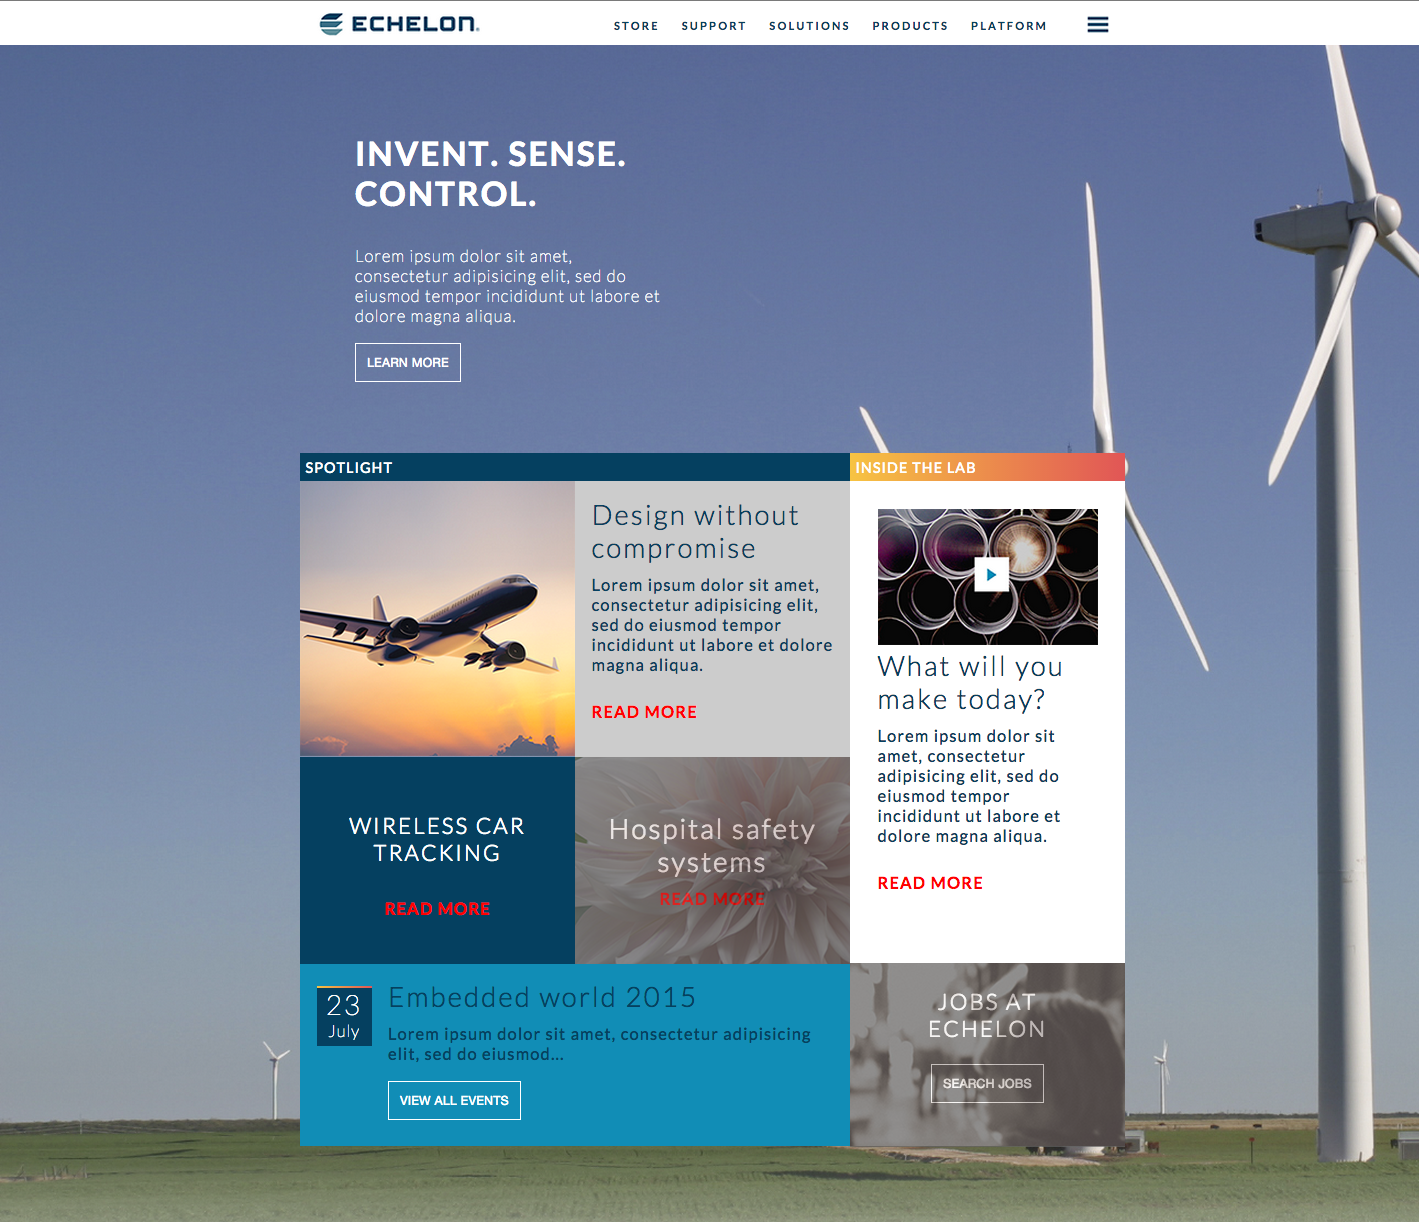 ECHELON
STORE SUPPORT SOLUTIONS PRODUCTS PLATFORM
INVENT. SENSE.
CONTROL.
Lorem ipsum dolor sit amet,
consectetur adipisicing elit, sed do
eiusmod tempor incididunt ut labore et
dolore magna aliqua.
LEARN MORE
SPOTLIGHT
Design without
compromise
Lorem ipsum dolor sit amet,
consectetur adipisicing elit,
sed do eiusmod tempor
incididunt ut labore et dolore
magna aliqua.
READ MORE
INSIDE THE LAB
What will you
make today?
Lorem ipsum dolor sit
amet, consectetur
adipisicing elit, sed do
eiusmod tempor
incididunt ut labore et
dolore magna aliqua.
READ MORE
WIRELESS CAR
TRACKING
READ MORE
Hospital safety
systems
READ MORE
23
July
Embedded world 2015
Lorem ipsum dolor sit amet, consectetur adipisicing
elit, sed do eiusmod...
VIEW ALL EVENTS
JOBS AT
ECHELON
SEARCH JOBS